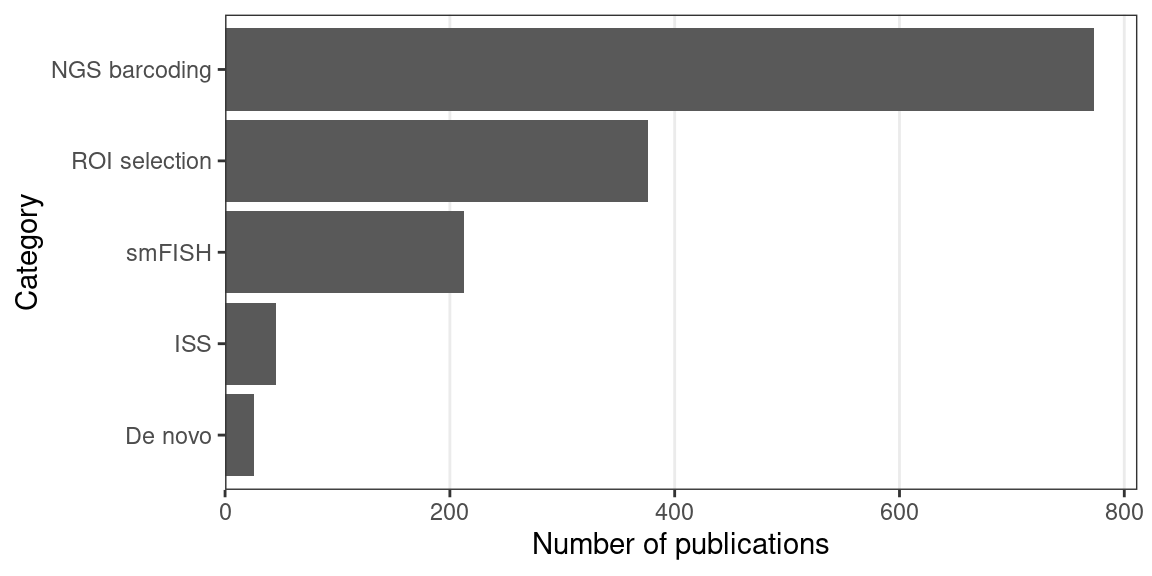 NGS barcoding
ROI selection
smFISH
ISS
De novo
Category
0 200 400 600 800
Number of publications